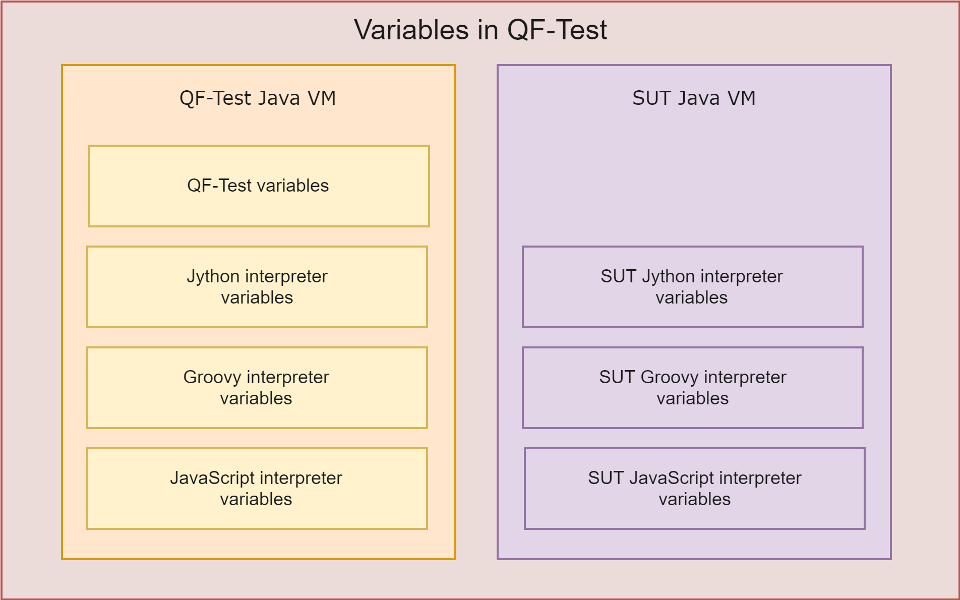 Variables in QF-Test
QF-Test Java VM
QF-Test variables
Jython interpreter
variables
Groovy interpreter
variables
JavaScript interpreter
variables
SUT Java VM
SUT Jython interpreter
variables
SUT Groovy interpreter
variables
SUT JavaScript interpreter
variables